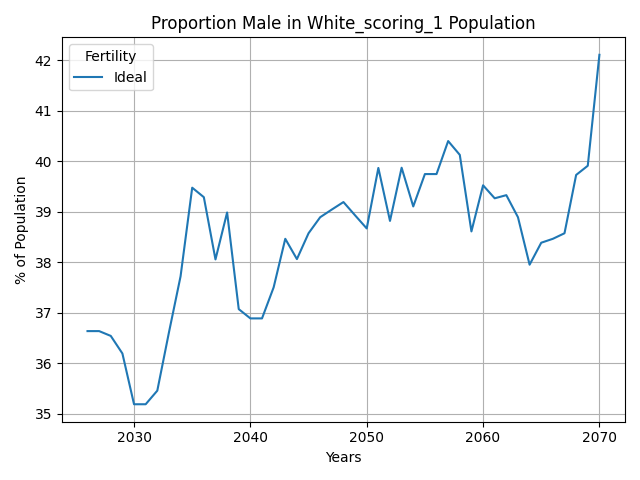 Proportion Male in White_scoring_1 Population
Fertility
Ideal
% of Population
42
41
40
39
38
37
36
35
2030 2040 2050 2060 2070
Years